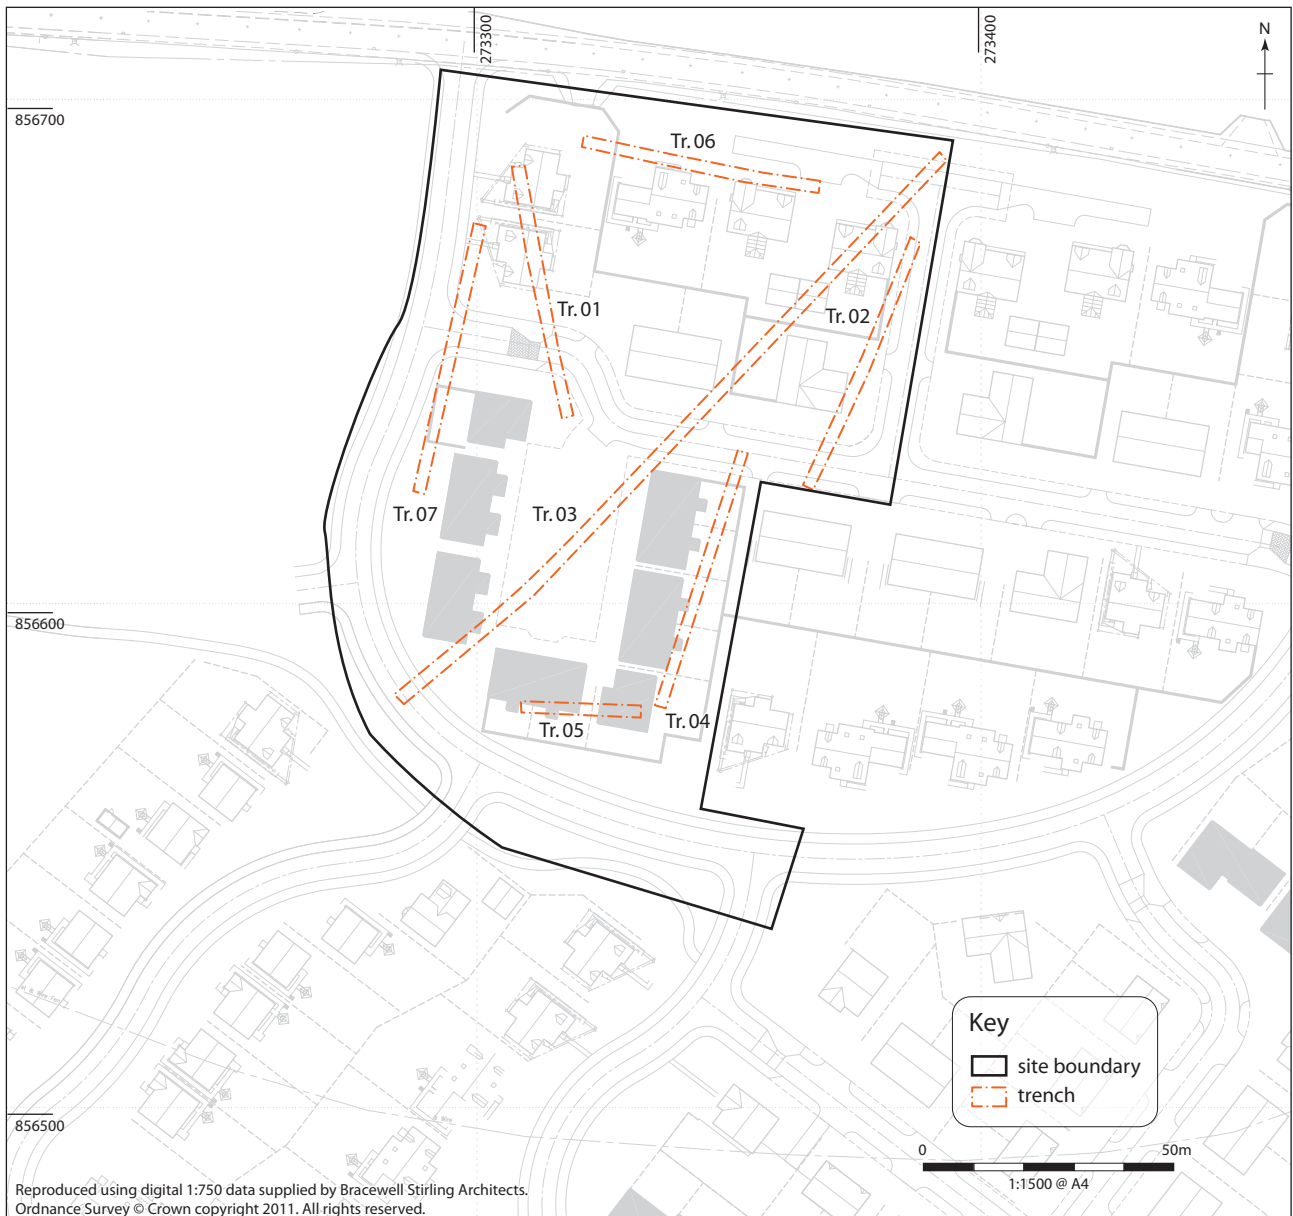 273300
273400
N
856700
Tr. 06
Tr. 01
Tr. 02
Tr. 07
Tr. 03
856600
Tr. 04
Tr. 05
Key
site boundary
trench
856500
0 50m
1:1500 @ A4
Reproduced using digital 1:750 data supplied by Bracewell Stirling Architects.
Ordnance Survey © Crown copyright 2011. All rights reserved.